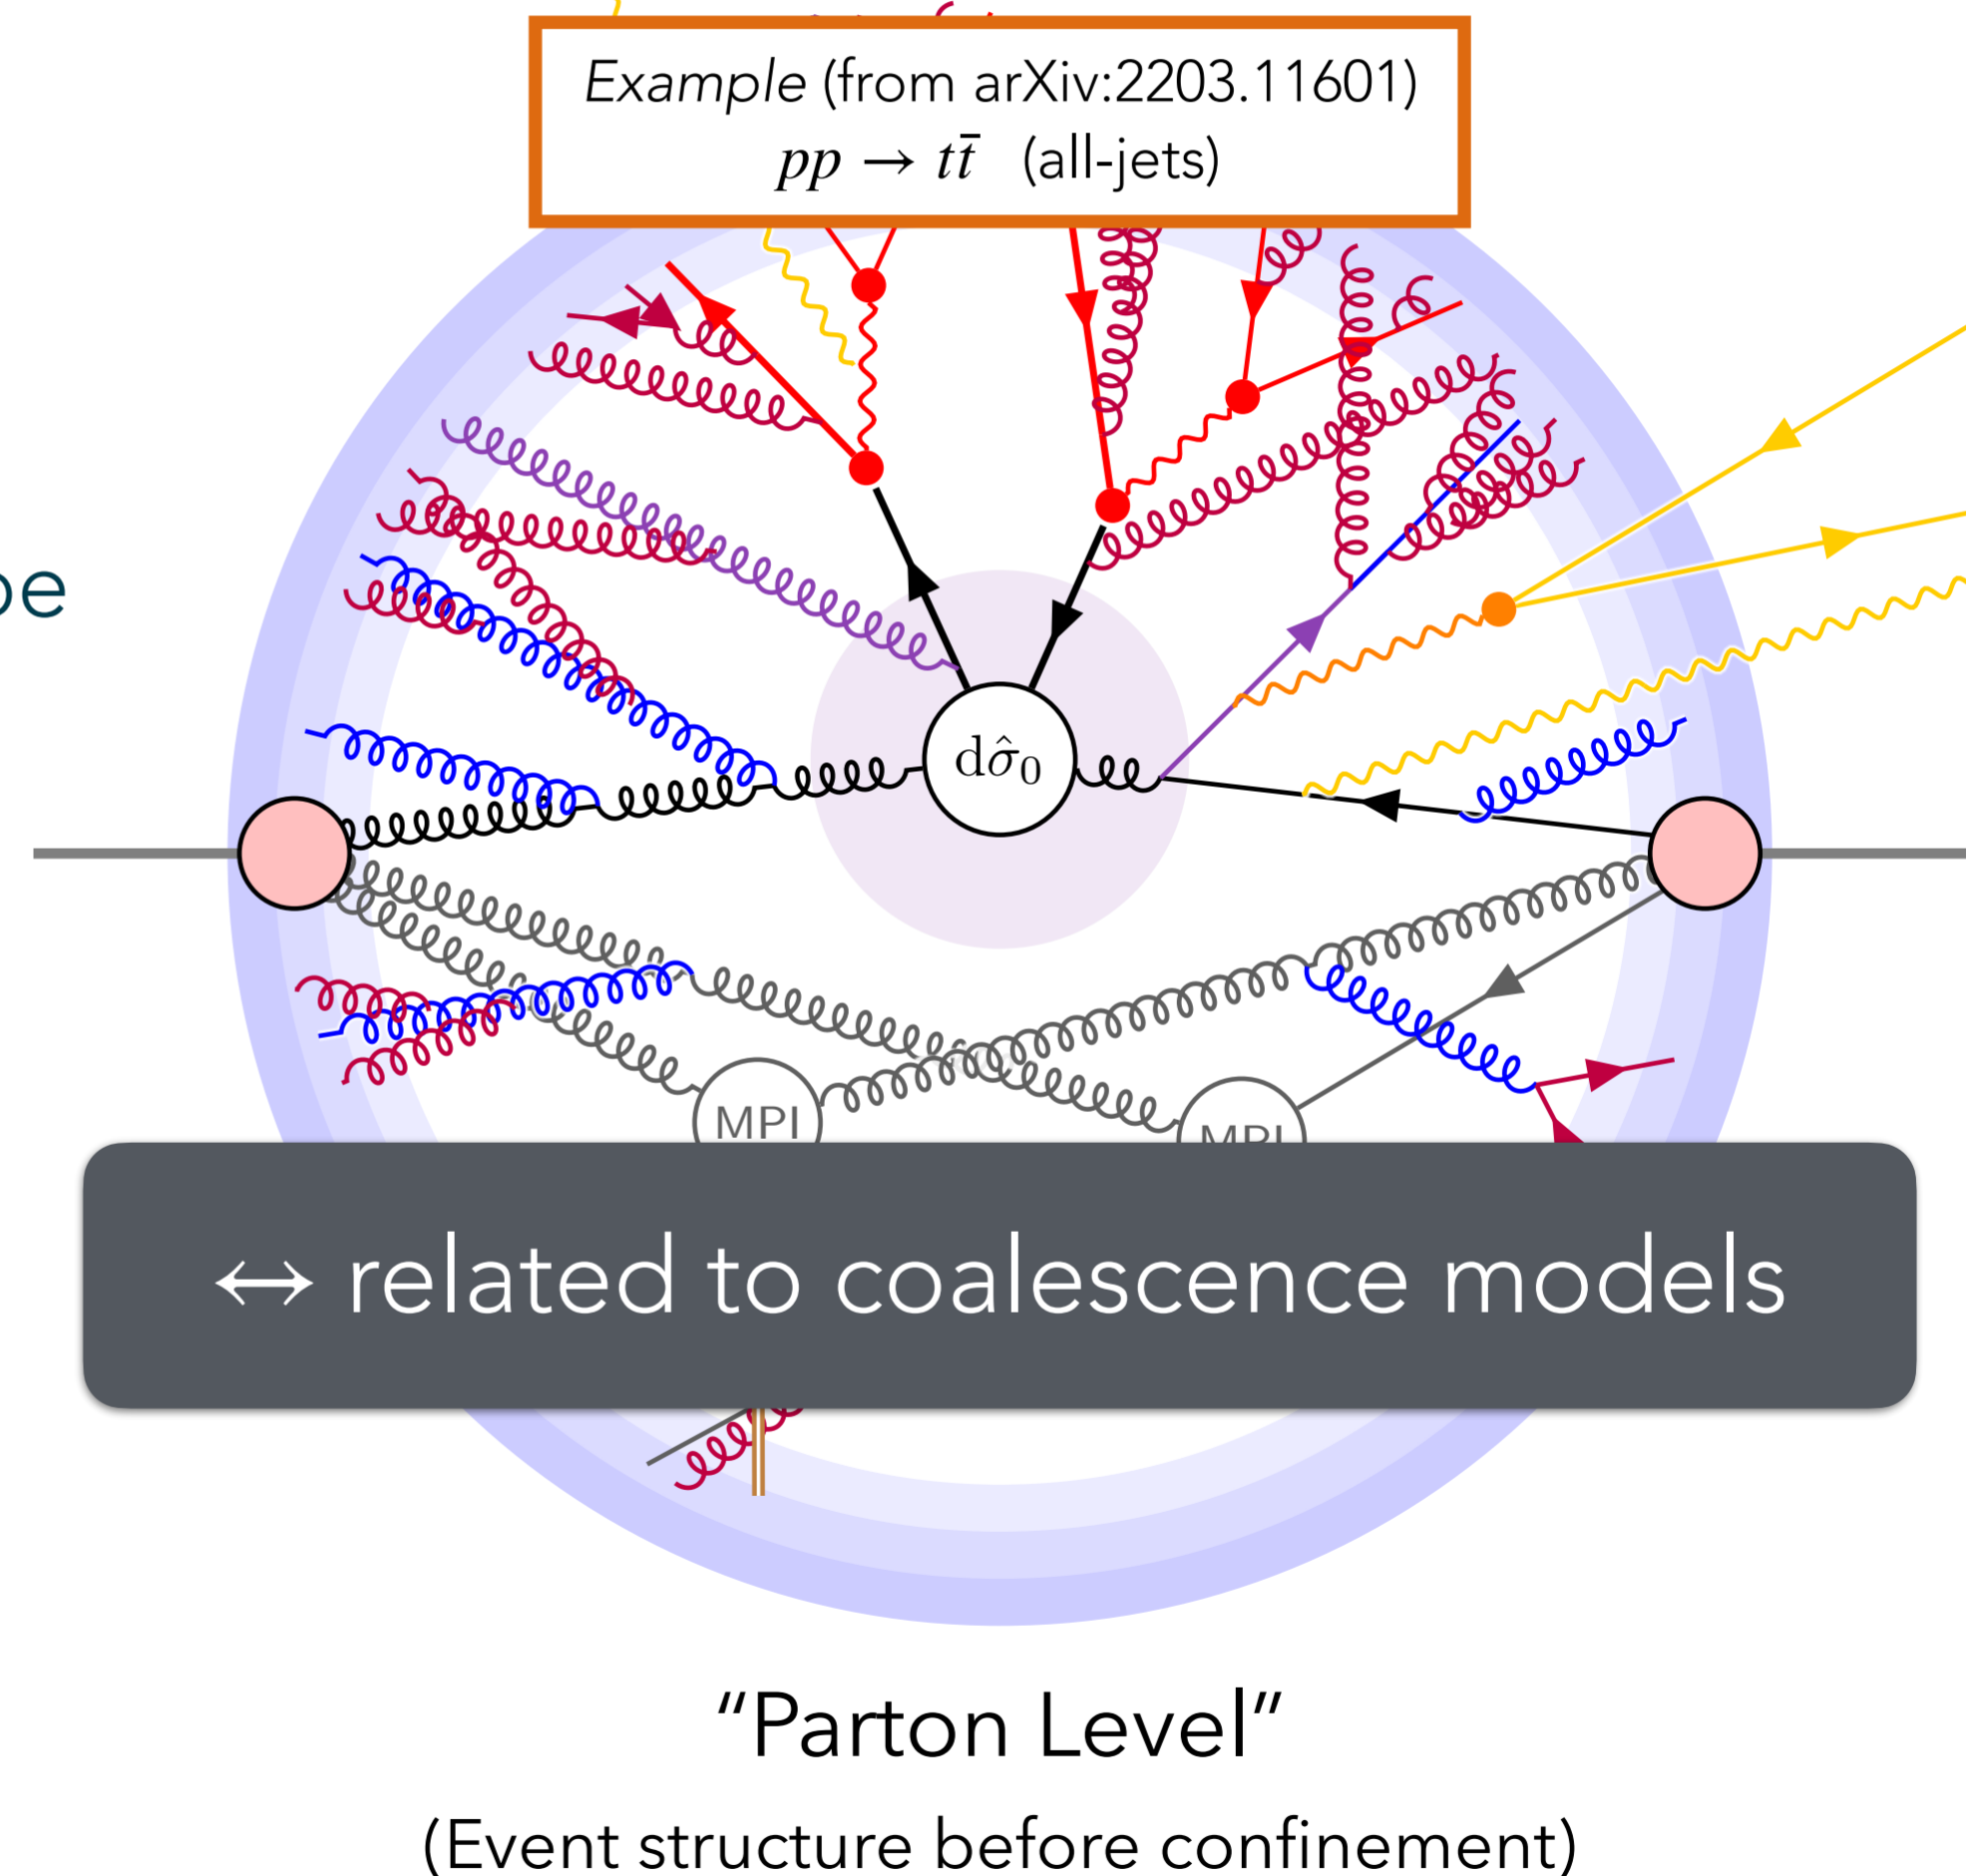 Example (from arXiv:2203.11601)
pp → tt̄ (all-jets)
dσ̂₀
MPI
MPI
↔ related to coalescence models
“Parton Level”
(Event structure before confinement)